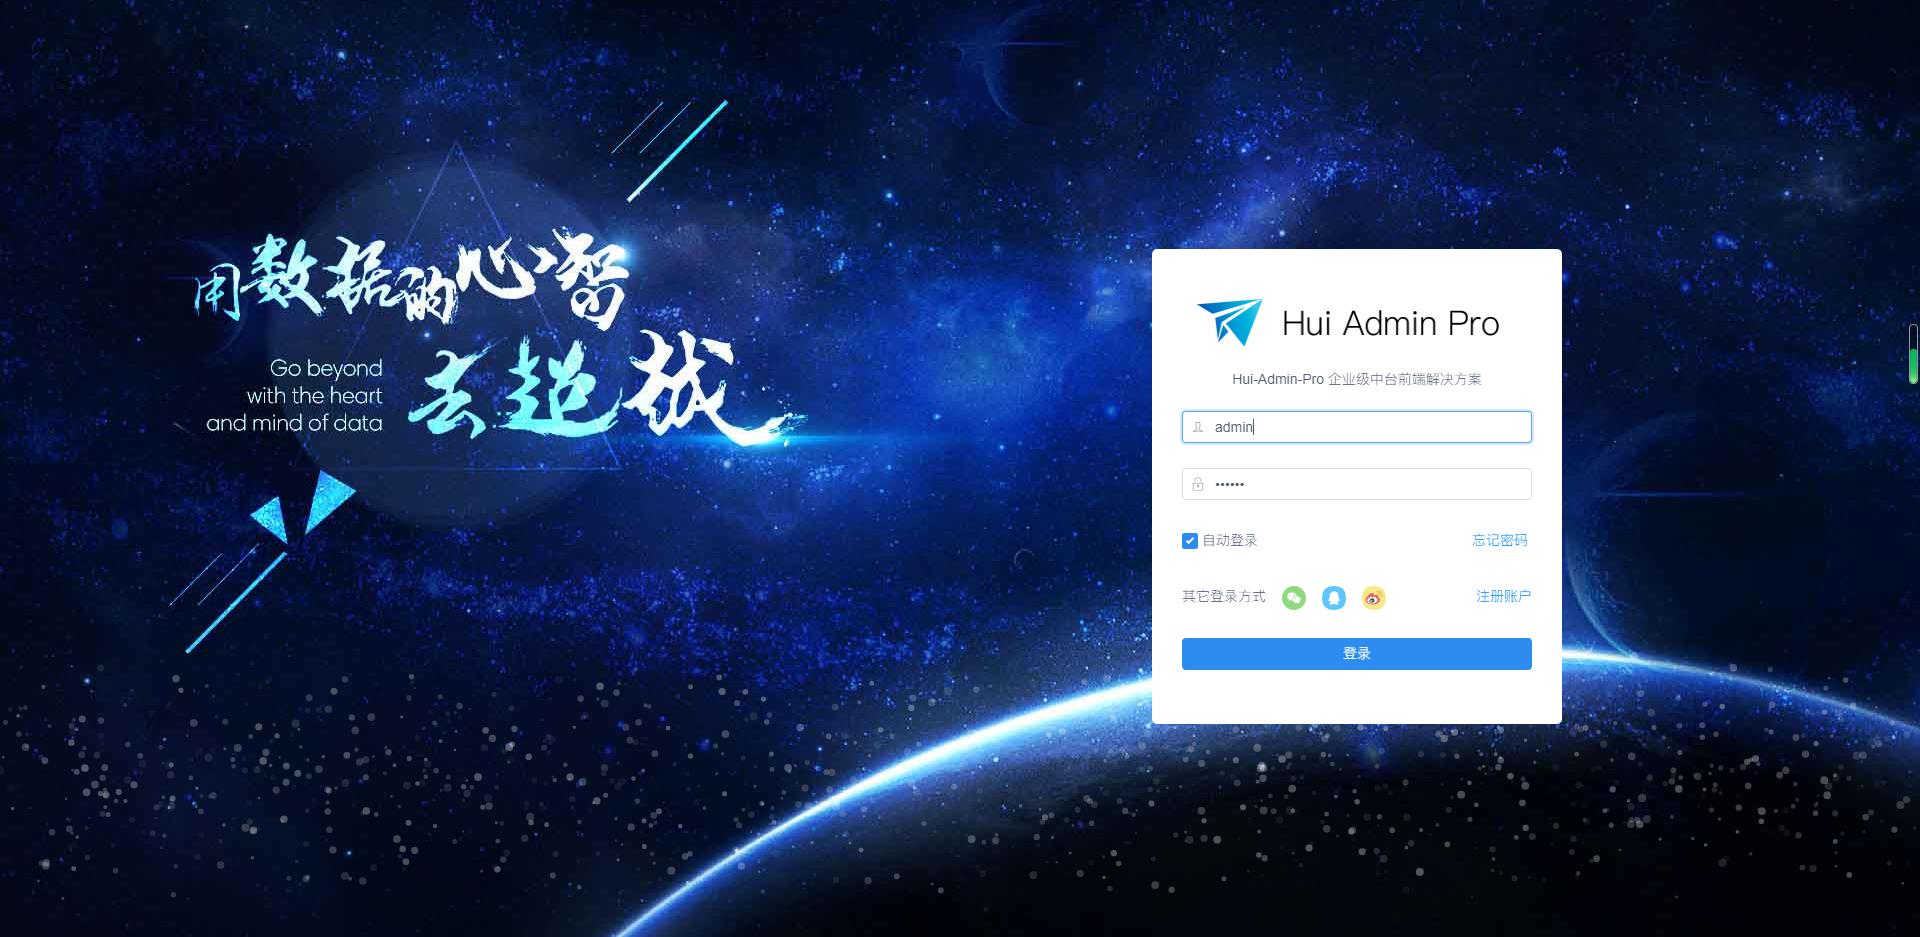 用数据的心智
去超越
Go beyond
with the heart
and mind of data
Hui Admin Pro
Hui-Admin-Pro 企业级中台前端解决方案
admin
••••••
自动登录
忘记密码
其它登录方式
注册账户
登录